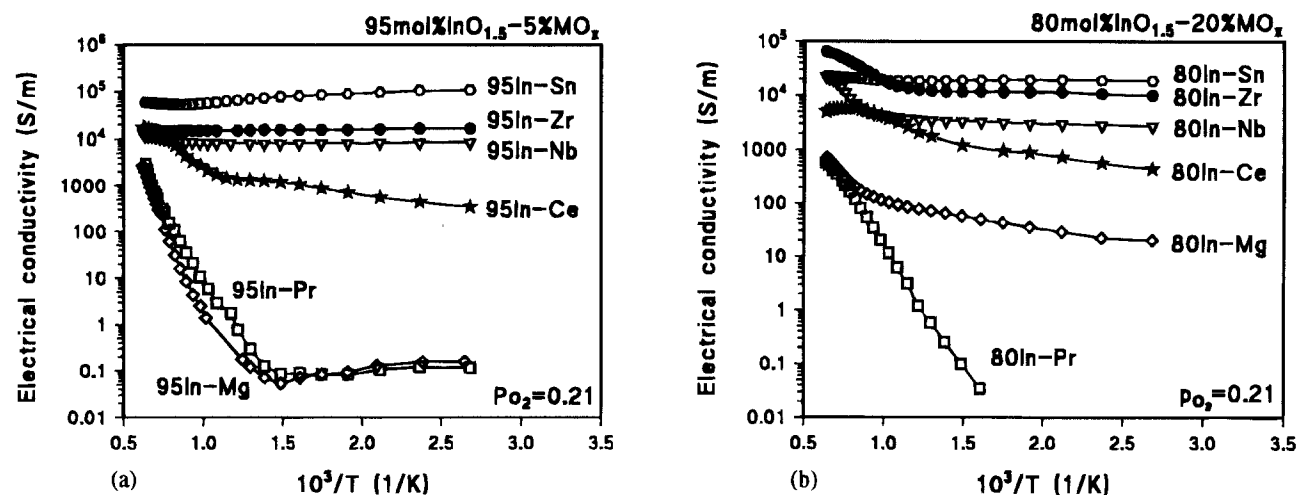 95mol%InO1.5-5%MOx
Electrical conductivity (S/m)
10^6
10^5
10^4
1000
100
10
1
0.1
0.01
95In-Sn
95In-Zr
95In-Nb
95In-Ce
95In-Pr
95In-Mg
Po2=0.21
0.5 1.0 1.5 2.0 2.5 3.0 3.5
(a) 10^3/T (1/K)
80mol%InO1.5-20%MOx
Electrical conductivity (S/m)
10^5
10^4
1000
100
10
1
0.1
0.01
80In-Sn
80In-Zr
80In-Nb
80In-Ce
80In-Mg
80In-Pr
po2=0.21
0.5 1.0 1.5 2.0 2.5 3.0 3.5
(b) 10^3/T (1/K)